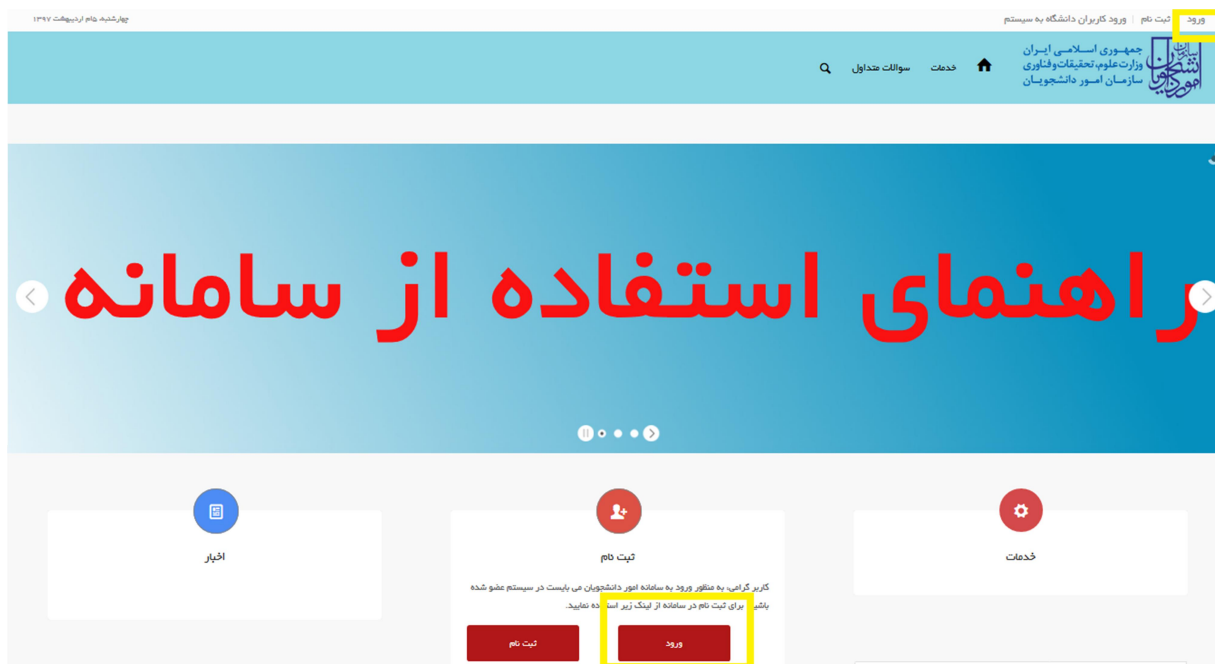 ورود | ثبت نام | ورود کاربران دانشگاه به سیستم
چهارشنبه، ۵ام اردیبهشت ۱۳۹۷
سازمان امور دانشجویان
جمهوری اسلامی ایران
وزارت علوم، تحقیقات و فناوری
سازمان امور دانشجویان
خدمات
سوالات متداول
راهنمای استفاده از سامانه
خدمات
ثبت نام
کاربر گرامی، به منظور ورود به سامانه امور دانشجویان می بایست در سیستم عضو شده
باشید. برای ثبت نام در سامانه از لینک زیر استفاده نمایید.
ورود
ثبت نام
اخبار